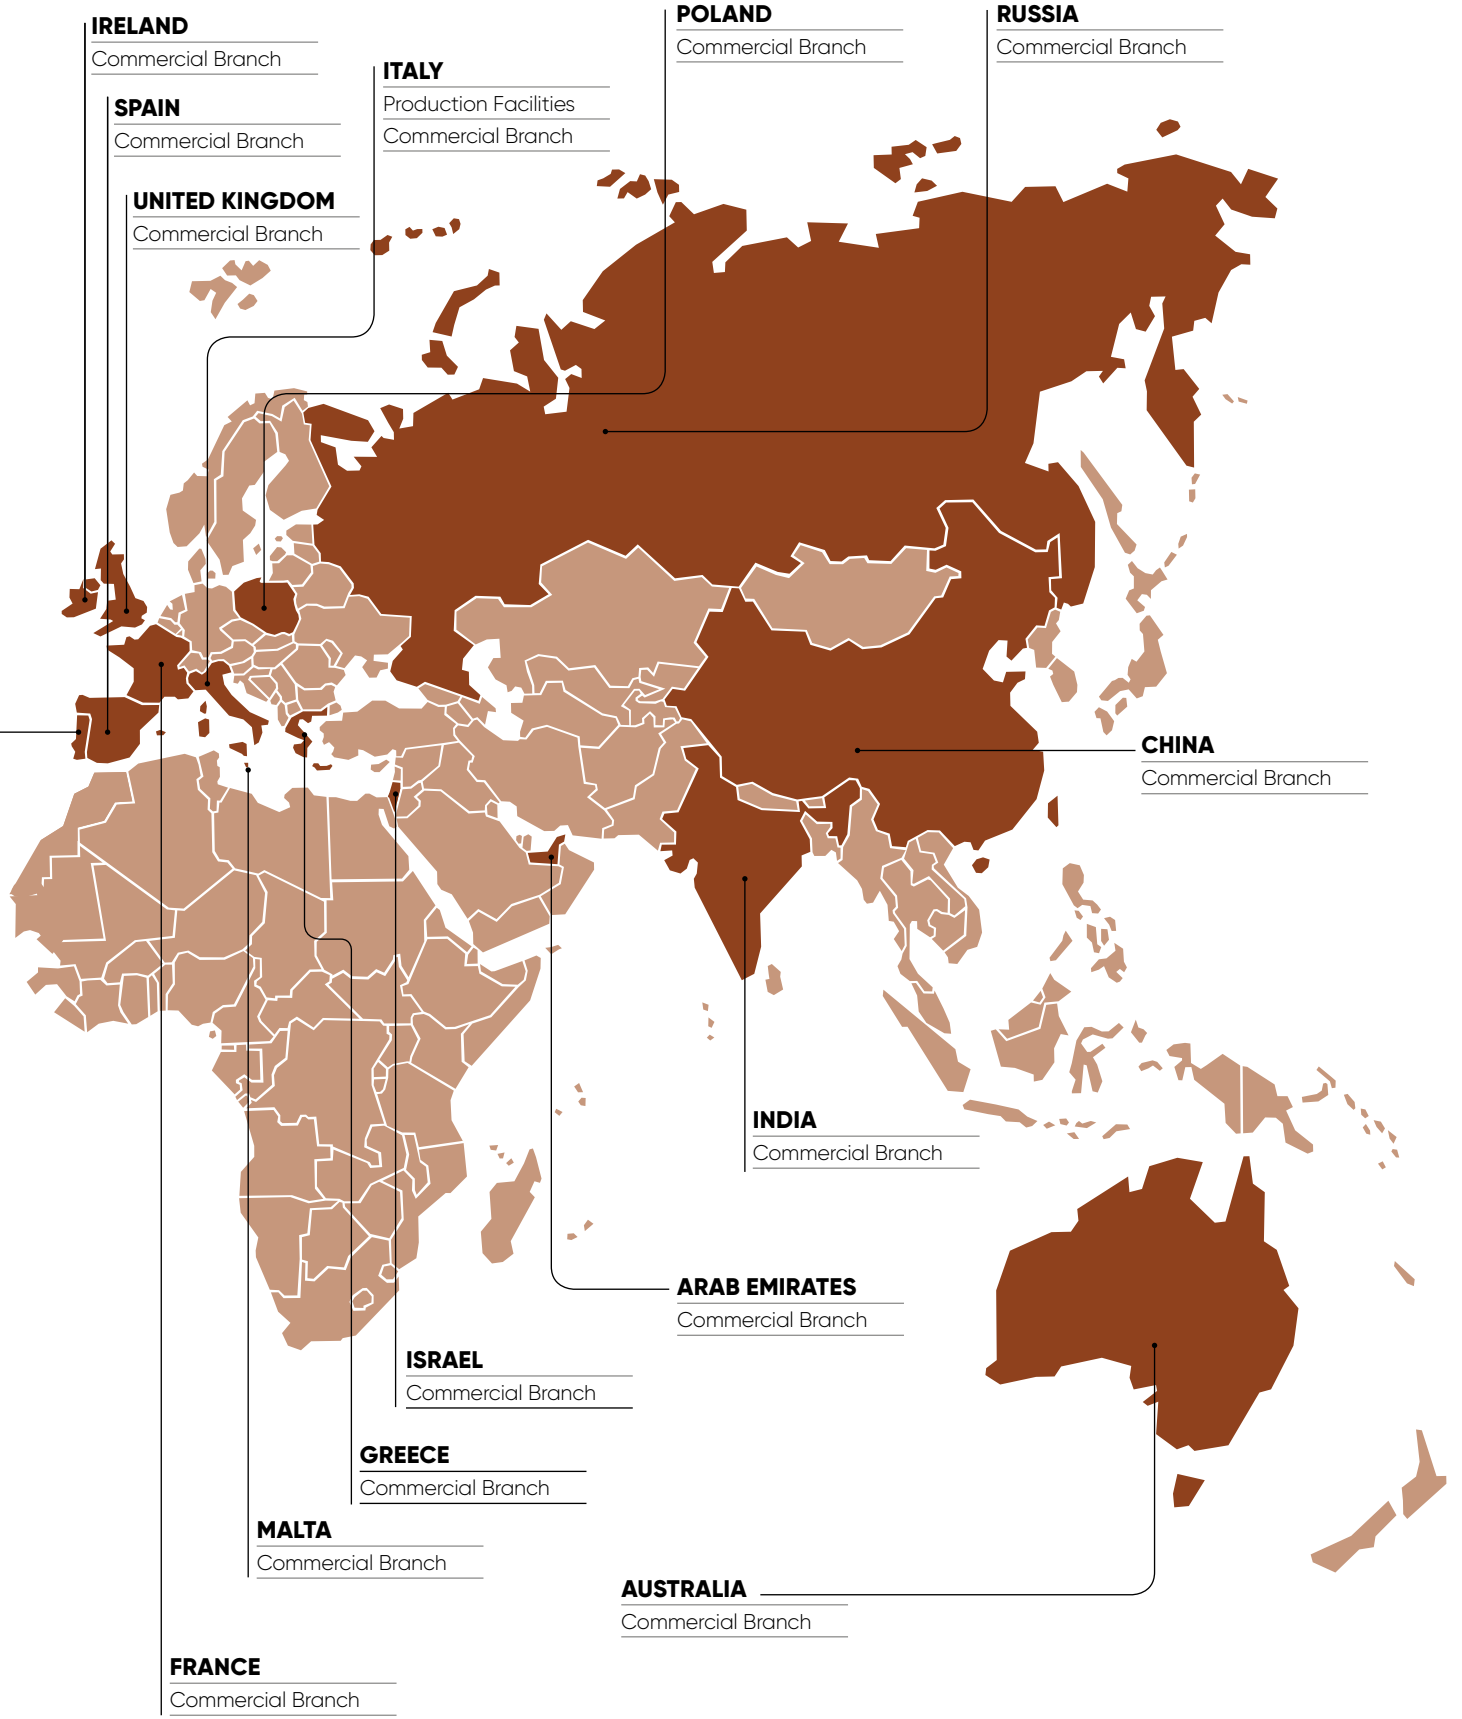 IRELAND
Commercial Branch
SPAIN
Commercial Branch
UNITED KINGDOM
Commercial Branch
ITALY
Production Facilities
Commercial Branch
POLAND
Commercial Branch
RUSSIA
Commercial Branch
CHINA
Commercial Branch
INDIA
Commercial Branch
ARAB EMIRATES
Commercial Branch
ISRAEL
Commercial Branch
GREECE
Commercial Branch
MALTA
Commercial Branch
AUSTRALIA
Commercial Branch
FRANCE
Commercial Branch